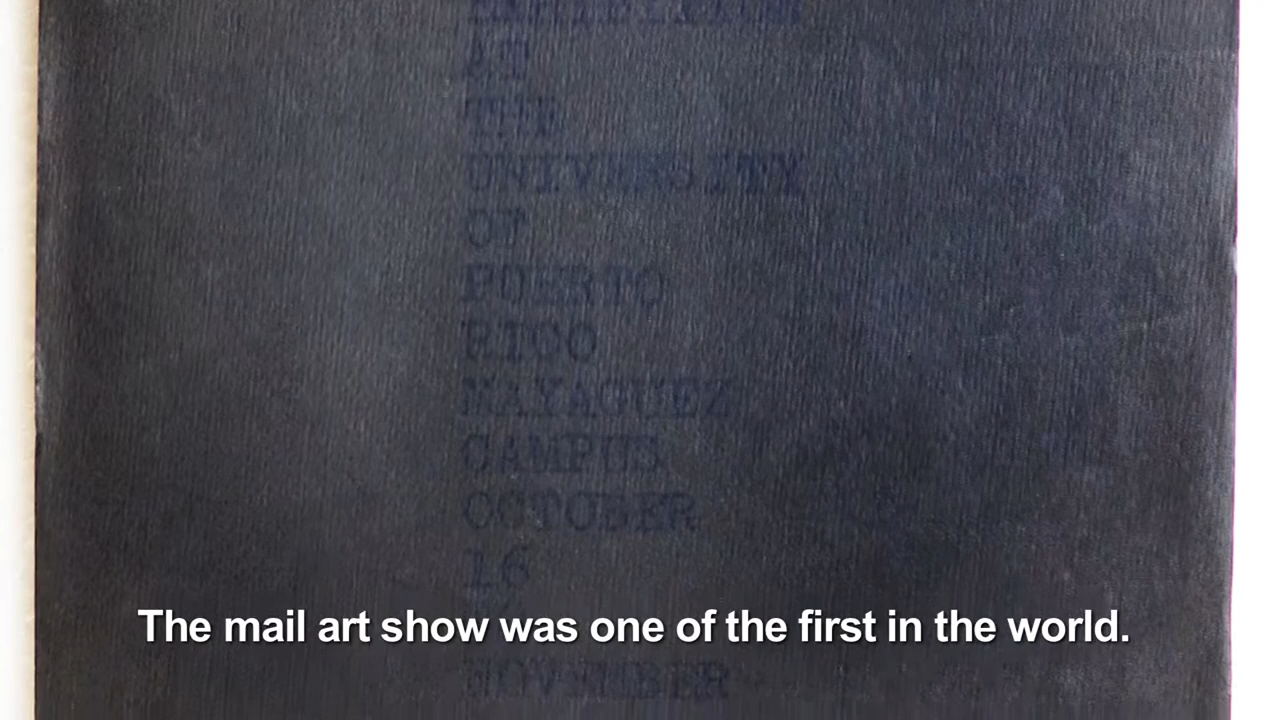 AT
THE
UNIVERSITY
OF
PUERTO
RICO
MAYAGUEZ
CAMPUS
OCTOBER
16
The mail art show was one of the first in the world.
NOVEMBER